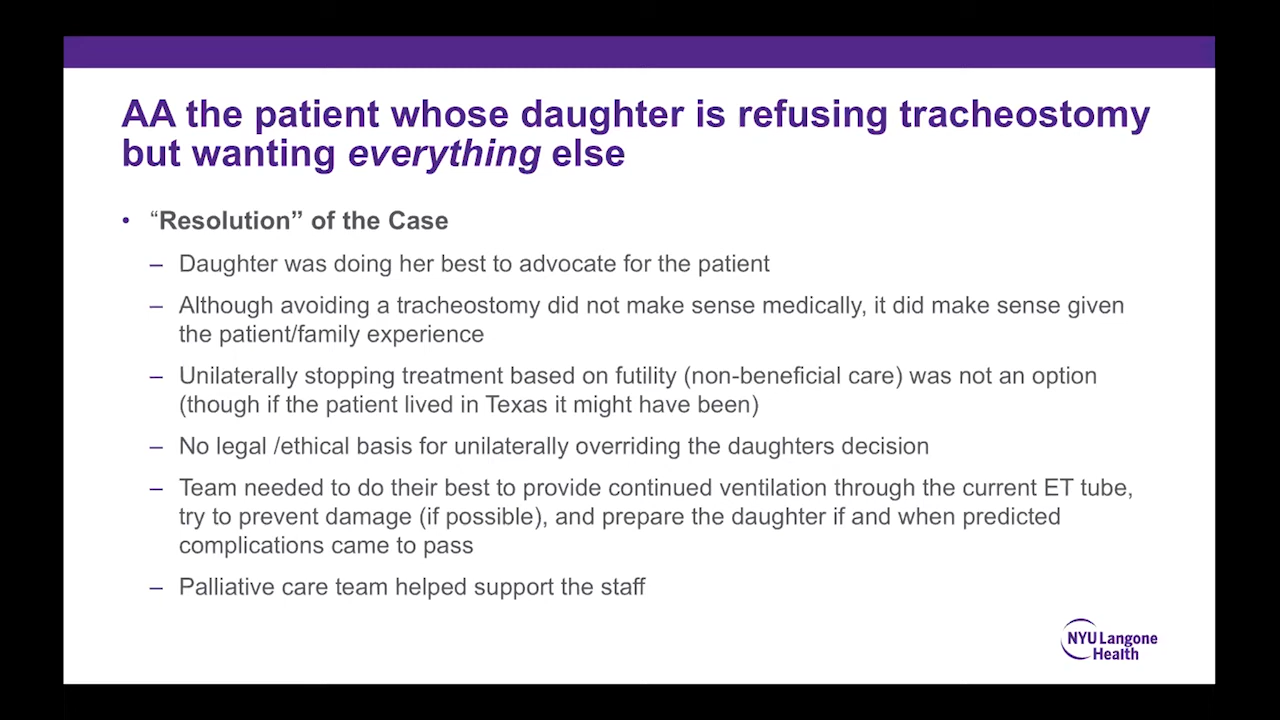 AA the patient whose daughter is refusing tracheostomy
but wanting everything else
• “Resolution” of the Case
– Daughter was doing her best to advocate for the patient
– Although avoiding a tracheostomy did not make sense medically, it did make sense given
the patient/family experience
– Unilaterally stopping treatment based on futility (non-beneficial care) was not an option
(though if the patient lived in Texas it might have been)
– No legal /ethical basis for unilaterally overriding the daughters decision
– Team needed to do their best to provide continued ventilation through the current ET tube,
try to prevent damage (if possible), and prepare the daughter if and when predicted
complications came to pass
– Palliative care team helped support the staff
NYU Langone
Health